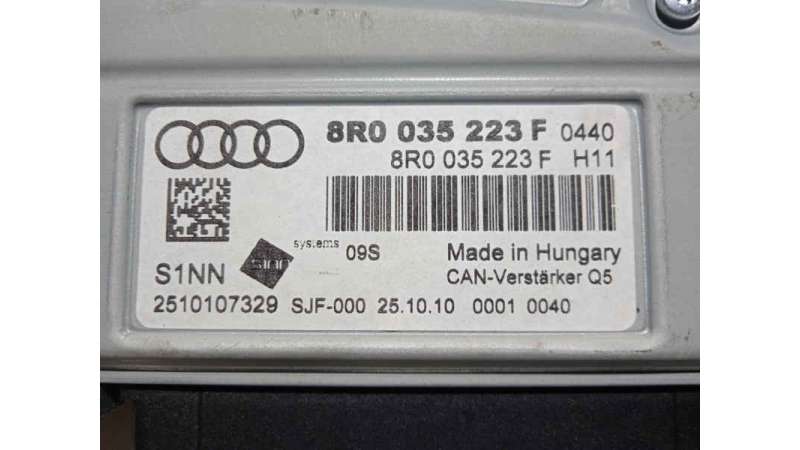 8R0 035 223 F 0440
8R0 035 223 F H11
systems 09S Made in Hungary
S1NN CAN-Verstärker Q5
2510107329 SJF-000 25.10.10 0001 0040